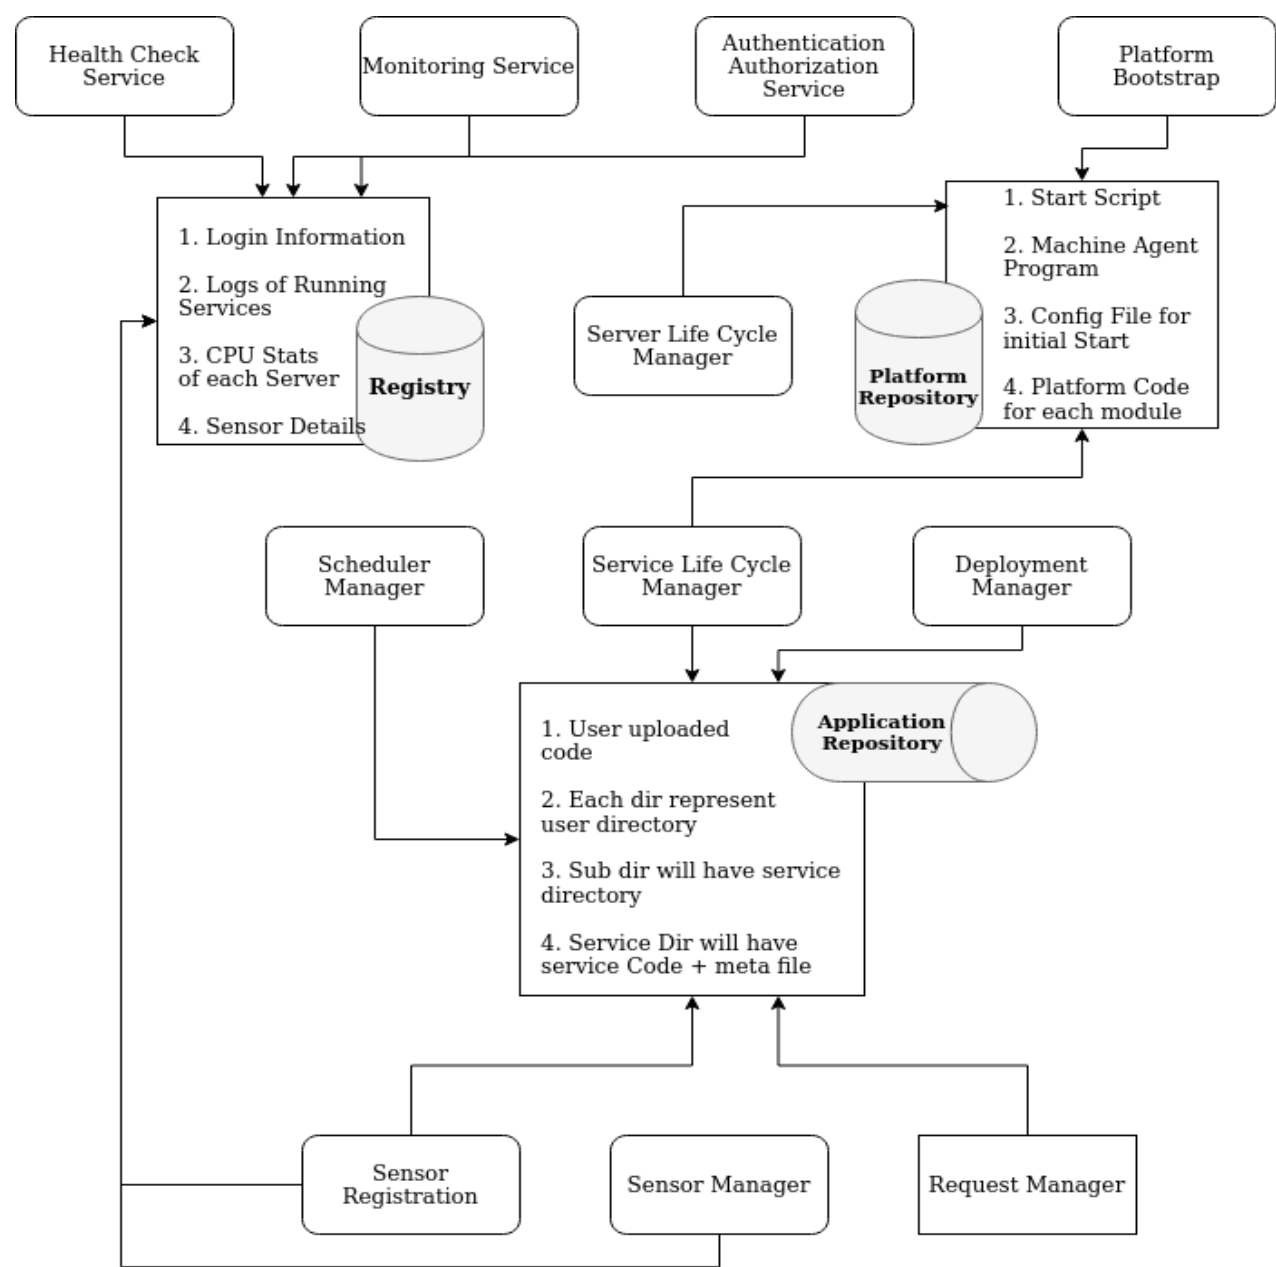 Health Check
Service
Monitoring Service
Authentication
Authorization
Service
Platform
Bootstrap
1. Login Information
2. Logs of Running
Services
3. CPU Stats
of each Server
4. Sensor Details
Registry
Server Life Cycle
Manager
Platform
Repository
1. Start Script
2. Machine Agent
Program
3. Config File for
initial Start
4. Platform Code
for each module
Scheduler
Manager
Service Life Cycle
Manager
Deployment
Manager
1. User uploaded
code
2. Each dir represent
user directory
3. Sub dir will have service
directory
4. Service Dir will have
service Code + meta file
Application
Repository
Sensor
Registration
Sensor Manager
Request Manager